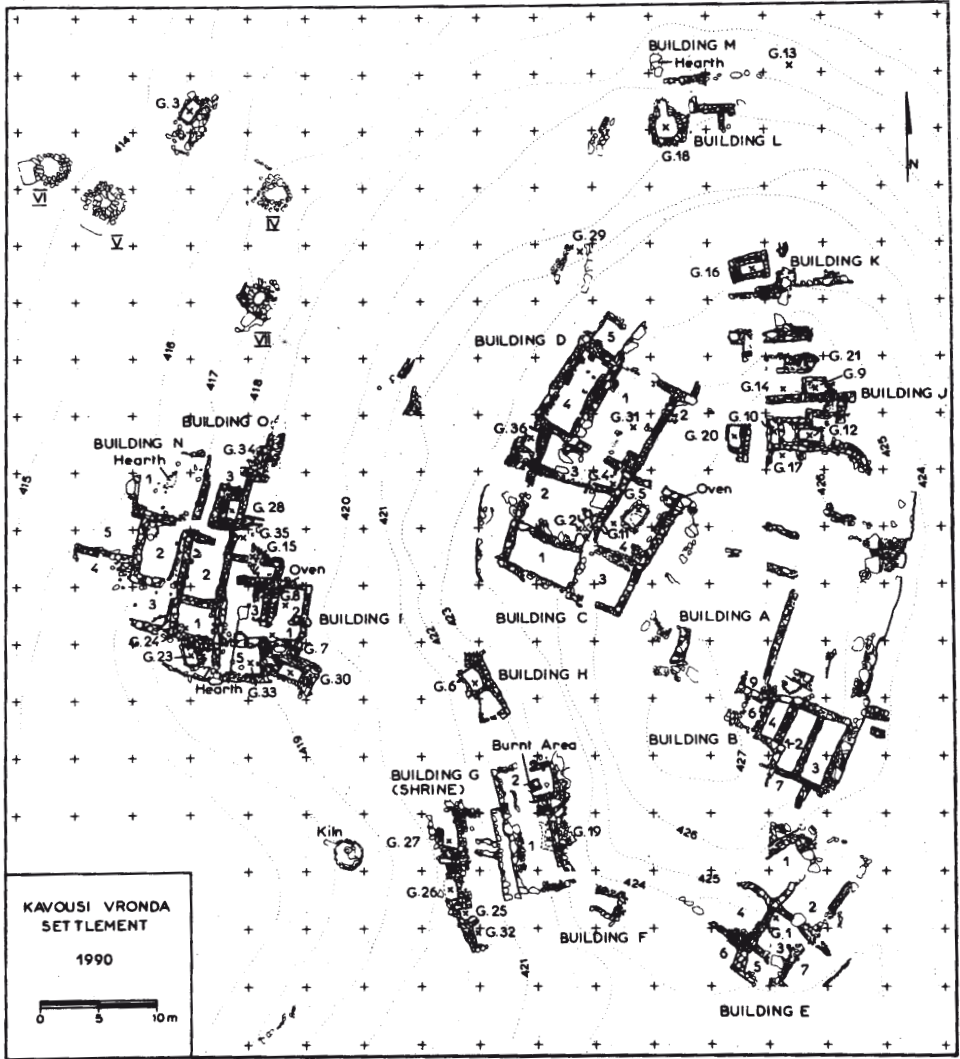 BUILDING M
Hearth
G.13
G.3
414
G.18
BUILDING L
N
VI
V
IV
G.29
G.16
BUILDING K
VII
BUILDING D
5
416
417
418
G.21
G.9
G.14
BUILDING J
4
1
G.31
2
G.36
G.10
G.20
G.12
G.17
425
424
426
BUILDING O
G.34
BUILDING N
Hearth
1
3
G.28
G.35
G.15
415
420
421
3
G.4
G.5
Oven
2
G.2
G.11
4
1
3
5
4
2
3
2
Oven
G.8
3
2
BUILDING I
BUILDING C
BUILDING A
1
1
G.24
G.7
G.23
5
G.30
Hearth
G.33
422
423
G.6
BUILDING H
9
6
4
1
2
3
7
BUILDING B
427
419
Burnt Area
BUILDING G
(SHRINE)
2
Kiln
G.27
1
G.19
426
1
G.26
424
425
G.25
G.32
4
2
G.1
3
BUILDING F
6
5
7
421
BUILDING E
KAVOUSI VRONDA
SETTLEMENT
1990
0 5 10m